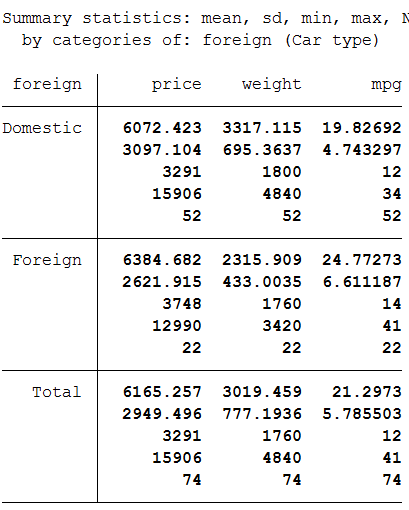 Summary statistics: mean, sd, min, max, N
by categories of: foreign (Car type)
foreign price weight mpg
Domestic 6072.423 3317.115 19.82692
3097.104 695.3637 4.743297
3291 1800 12
15906 4840 34
52 52 52
Foreign 6384.682 2315.909 24.77273
2621.915 433.0035 6.611187
3748 1760 14
12990 3420 41
22 22 22
Total 6165.257 3019.459 21.2973
2949.496 777.1936 5.785503
3291 1760 12
15906 4840 41
74 74 74